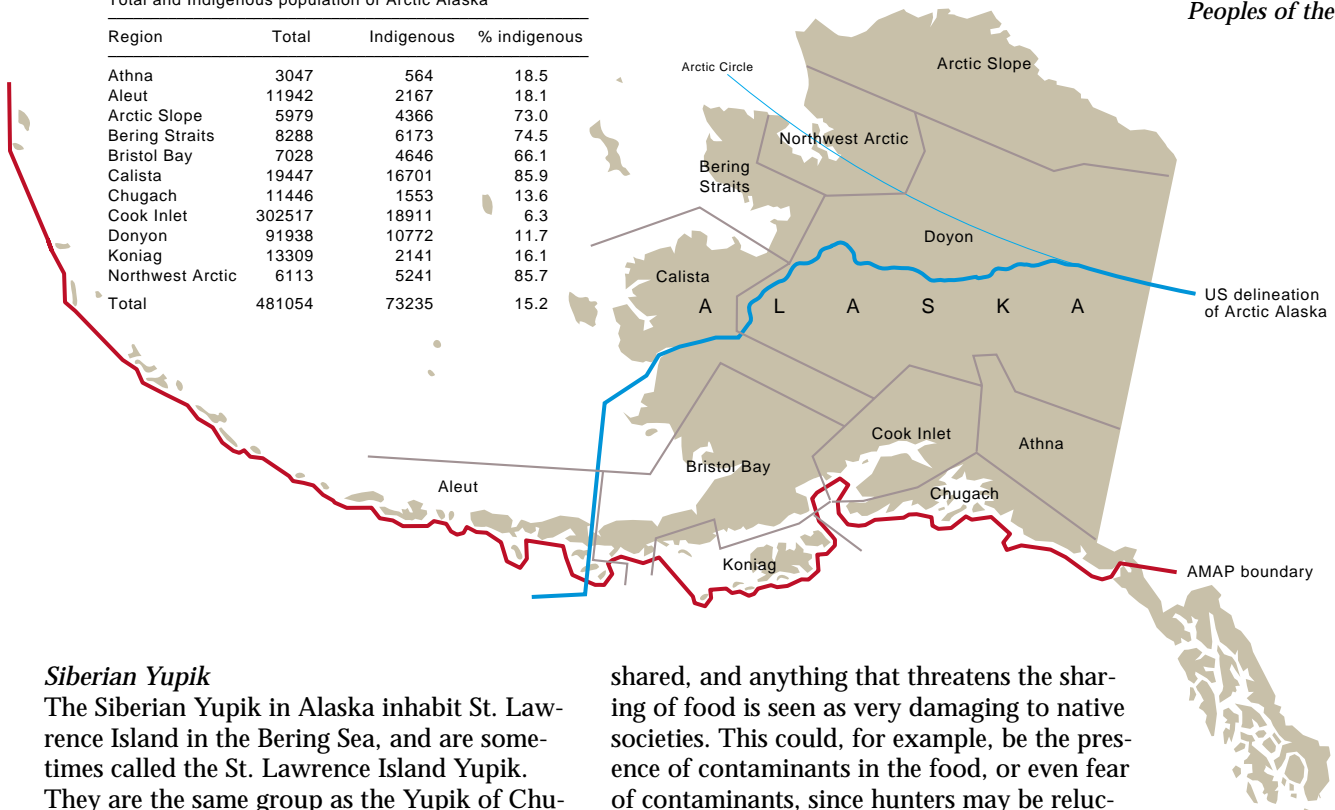 Total and Indigenous population of Arctic Alaska
Region Total Indigenous % indigenous
Athna 3047 564 18.5
Aleut 11942 2167 18.1
Arctic Slope 5979 4366 73.0
Bering Straits 8288 6173 74.5
Bristol Bay 7028 4646 66.1
Calista 19447 16701 85.9
Chugach 11446 1553 13.6
Cook Inlet 302517 18911 6.3
Donyon 91938 10772 11.7
Koniag 13309 2141 16.1
Northwest Arctic 6113 5241 85.7
Total 481054 73235 15.2
Peoples of the
Arctic Circle
Arctic Slope
Northwest Arctic
Bering
Straits
Doyon
Calista
A L A S K A
US delineation
of Arctic Alaska
Cook Inlet
Athna
Bristol Bay
Aleut
Chugach
Koniag
AMAP boundary
Siberian Yupik
The Siberian Yupik in Alaska inhabit St. Law-
rence Island in the Bering Sea, and are some-
times called the St. Lawrence Island Yupik.
They are the same group as the Yupik of Chu-
shared, and anything that threatens the shar-
ing of food is seen as very damaging to native
societies. This could, for example, be the pres-
ence of contaminants in the food, or even fear
of contaminants, since hunters may be reluc-